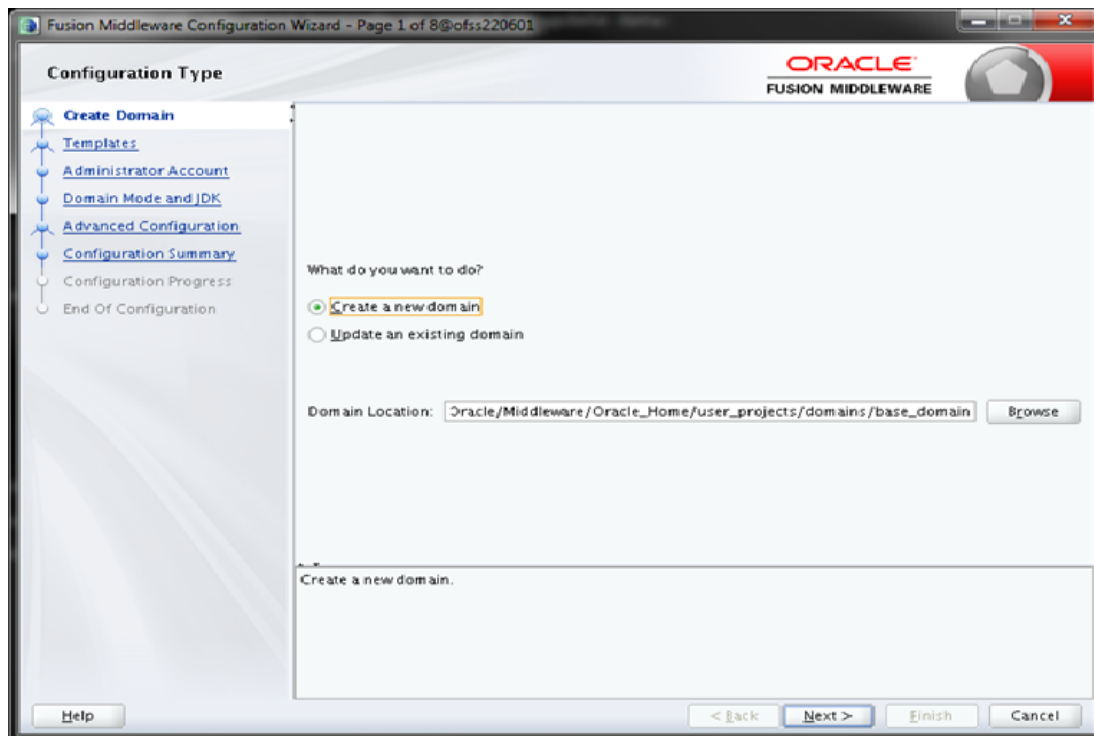 Fusion Middleware Configuration Wizard - Page 1 of 8@ofss220601
Configuration Type
ORACLE
FUSION MIDDLEWARE
Create Domain
Templates
Administrator Account
Domain Mode and JDK
Advanced Configuration
Configuration Summary
Configuration Progress
End Of Configuration
What do you want to do?
Create a new domain
Update an existing domain
Domain Location: Oracle/Middleware/Oracle_Home/user_projects/domains/base_domain Browse
Create a new domain.
Help < Back Next > Finish Cancel